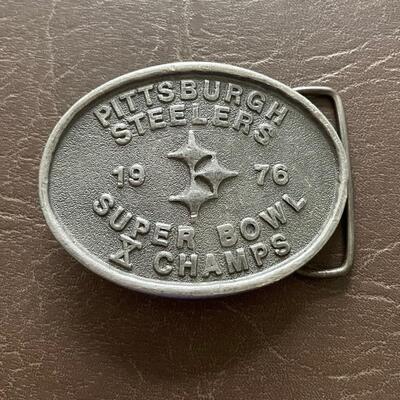 PITTSBURGH
STEELERS
19 76
SUPER BOWL
X CHAMPS